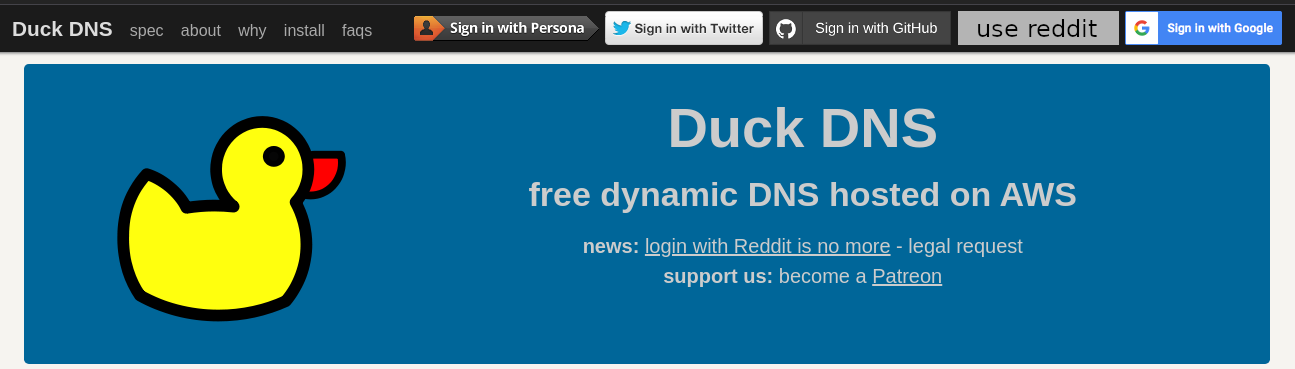 Duck DNS spec about why install faqs Sign in with Persona Sign in with Twitter Sign in with GitHub use reddit Sign in with Google
Duck DNS
free dynamic DNS hosted on AWS
news: login with Reddit is no more - legal request
support us: become a Patreon